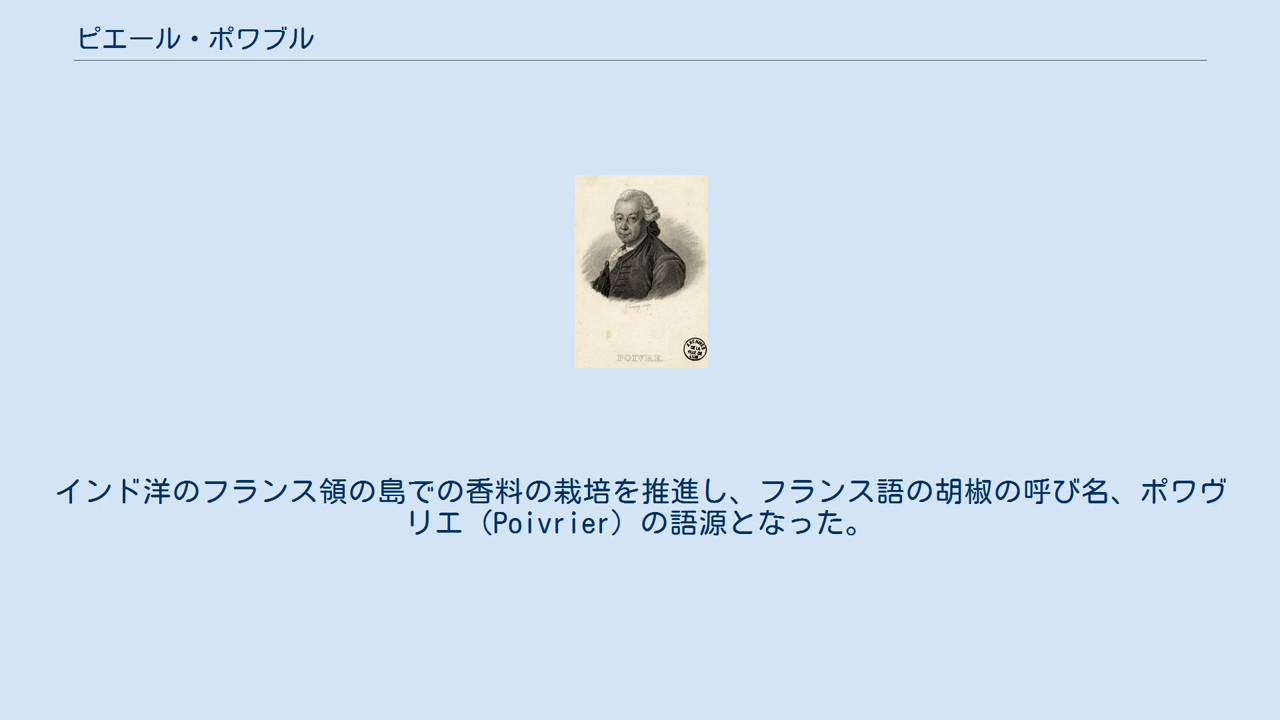 ピエール・ポワブル
POIVRE.
インド洋のフランス領の島での香料の栽培を推進し、フランス語の胡椒の呼び名、ポワヴ
リエ（Poivrier）の語源となった。